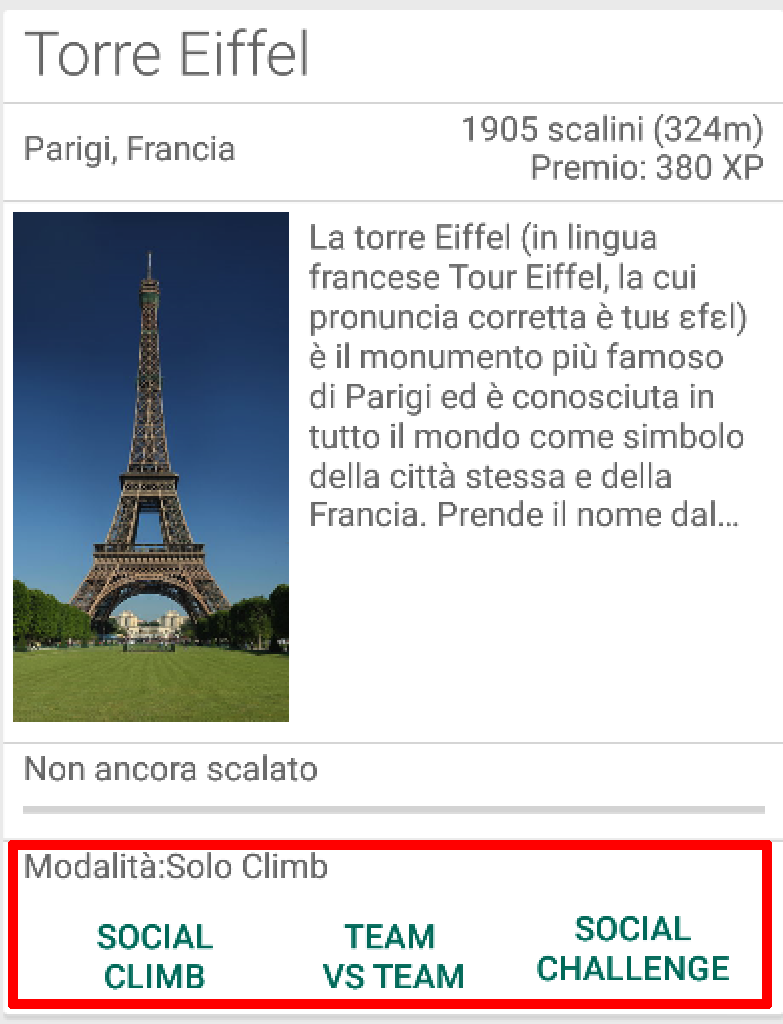 Torre Eiffel
Parigi, Francia
1905 scalini (324m)
Premio: 380 XP
La torre Eiffel (in lingua
francese Tour Eiffel, la cui
pronuncia corretta è tuʁ ɛfɛl)
è il monumento più famoso
di Parigi ed è conosciuta in
tutto il mondo come simbolo
della città stessa e della
Francia. Prende il nome dal...
Non ancora scalato
Modalità:Solo Climb
SOCIAL
CLIMB
TEAM
VS TEAM
SOCIAL
CHALLENGE